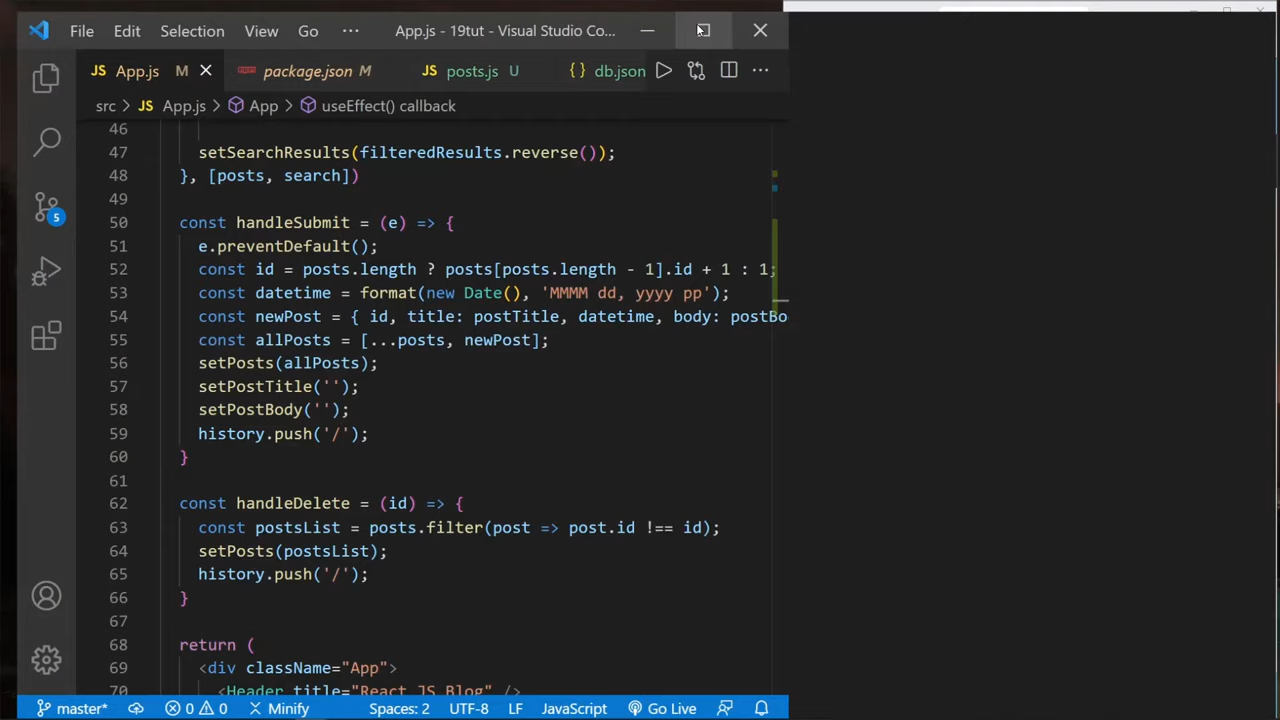 File Edit Selection View Go ··· App.js - 19tut - Visual Studio Co...
JS App.js M package.json M JS posts.js U {} db.json
src > JS App.js > App > useEffect() callback
46
47 setSearchResults(filteredResults.reverse());
48 }, [posts, search])
49
50 const handleSubmit = (e) => {
51 e.preventDefault();
52 const id = posts.length ? posts[posts.length - 1].id + 1 : 1;
53 const datetime = format(new Date(), 'MMMM dd, yyyy pp');
54 const newPost = { id, title: postTitle, datetime, body: postBo
55 const allPosts = [...posts, newPost];
56 setPosts(allPosts);
57 setPostTitle('');
58 setPostBody('');
59 history.push('/');
60 }
61
62 const handleDelete = (id) => {
63 const postsList = posts.filter(post => post.id !== id);
64 setPosts(postsList);
65 history.push('/');
66 }
67
68 return (
69 <div className="App">
70 <Header title="React JS Blog" />
5
master* 0 0 Minify Spaces: 2 UTF-8 LF JavaScript Go Live